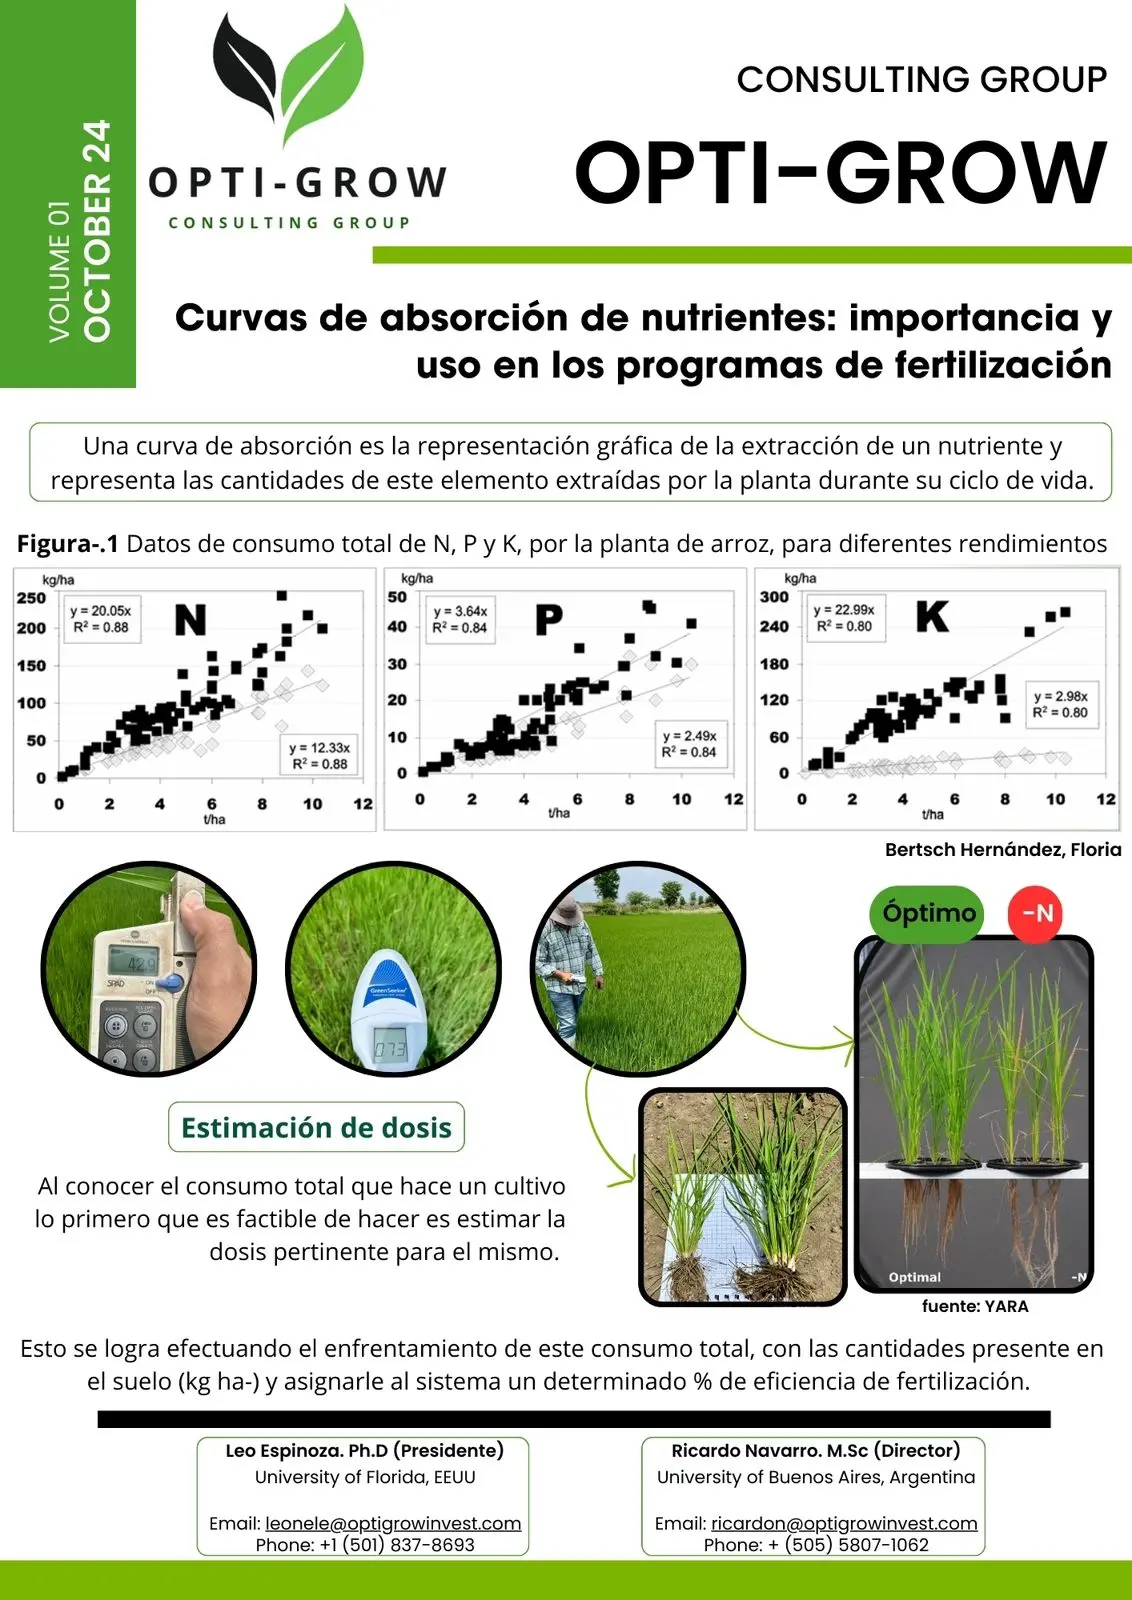 VOLUME 01
OCTOBER 24
OPTI-GROW
CONSULTING GROUP
CONSULTING GROUP
OPTI-GROW
Curvas de absorción de nutrientes: importancia y
uso en los programas de fertilización
Una curva de absorción es la representación gráfica de la extracción de un nutriente y
representa las cantidades de este elemento extraídas por la planta durante su ciclo de vida.
Figura-.1 Datos de consumo total de N, P y K, por la planta de arroz, para diferentes rendimientos
kg/ha
250
200
150
100
50
0
y = 20.05x
R² = 0.88
N
y = 12.33x
R² = 0.88
0 2 4 6 8 10 12
t/ha
kg/ha
50
40
30
20
10
0
y = 3.64x
R² = 0.84
P
y = 2.49x
R² = 0.84
0 2 4 6 8 10 12
t/ha
kg/ha
300
240
180
120
60
0
y = 22.99x
R² = 0.80
K
y = 2.98x
R² = 0.80
0 2 4 6 8 10 12
t/ha
Bertsch Hernández, Floria
42.9
SPAD
ON
OFF
GreenSeeker
0.73
Óptimo
-N
Optimal
-N
fuente: YARA
Estimación de dosis
Al conocer el consumo total que hace un cultivo
lo primero que es factible de hacer es estimar la
dosis pertinente para el mismo.
Esto se logra efectuando el enfrentamiento de este consumo total, con las cantidades presente en
el suelo (kg ha-) y asignarle al sistema un determinado % de eficiencia de fertilización.
Leo Espinoza. Ph.D (Presidente)
University of Florida, EEUU
Email: leonele@optigrowinvest.com
Phone: +1 (501) 837-8693
Ricardo Navarro. M.Sc (Director)
University of Buenos Aires, Argentina
Email: ricardon@optigrowinvest.com
Phone: + (505) 5807-1062